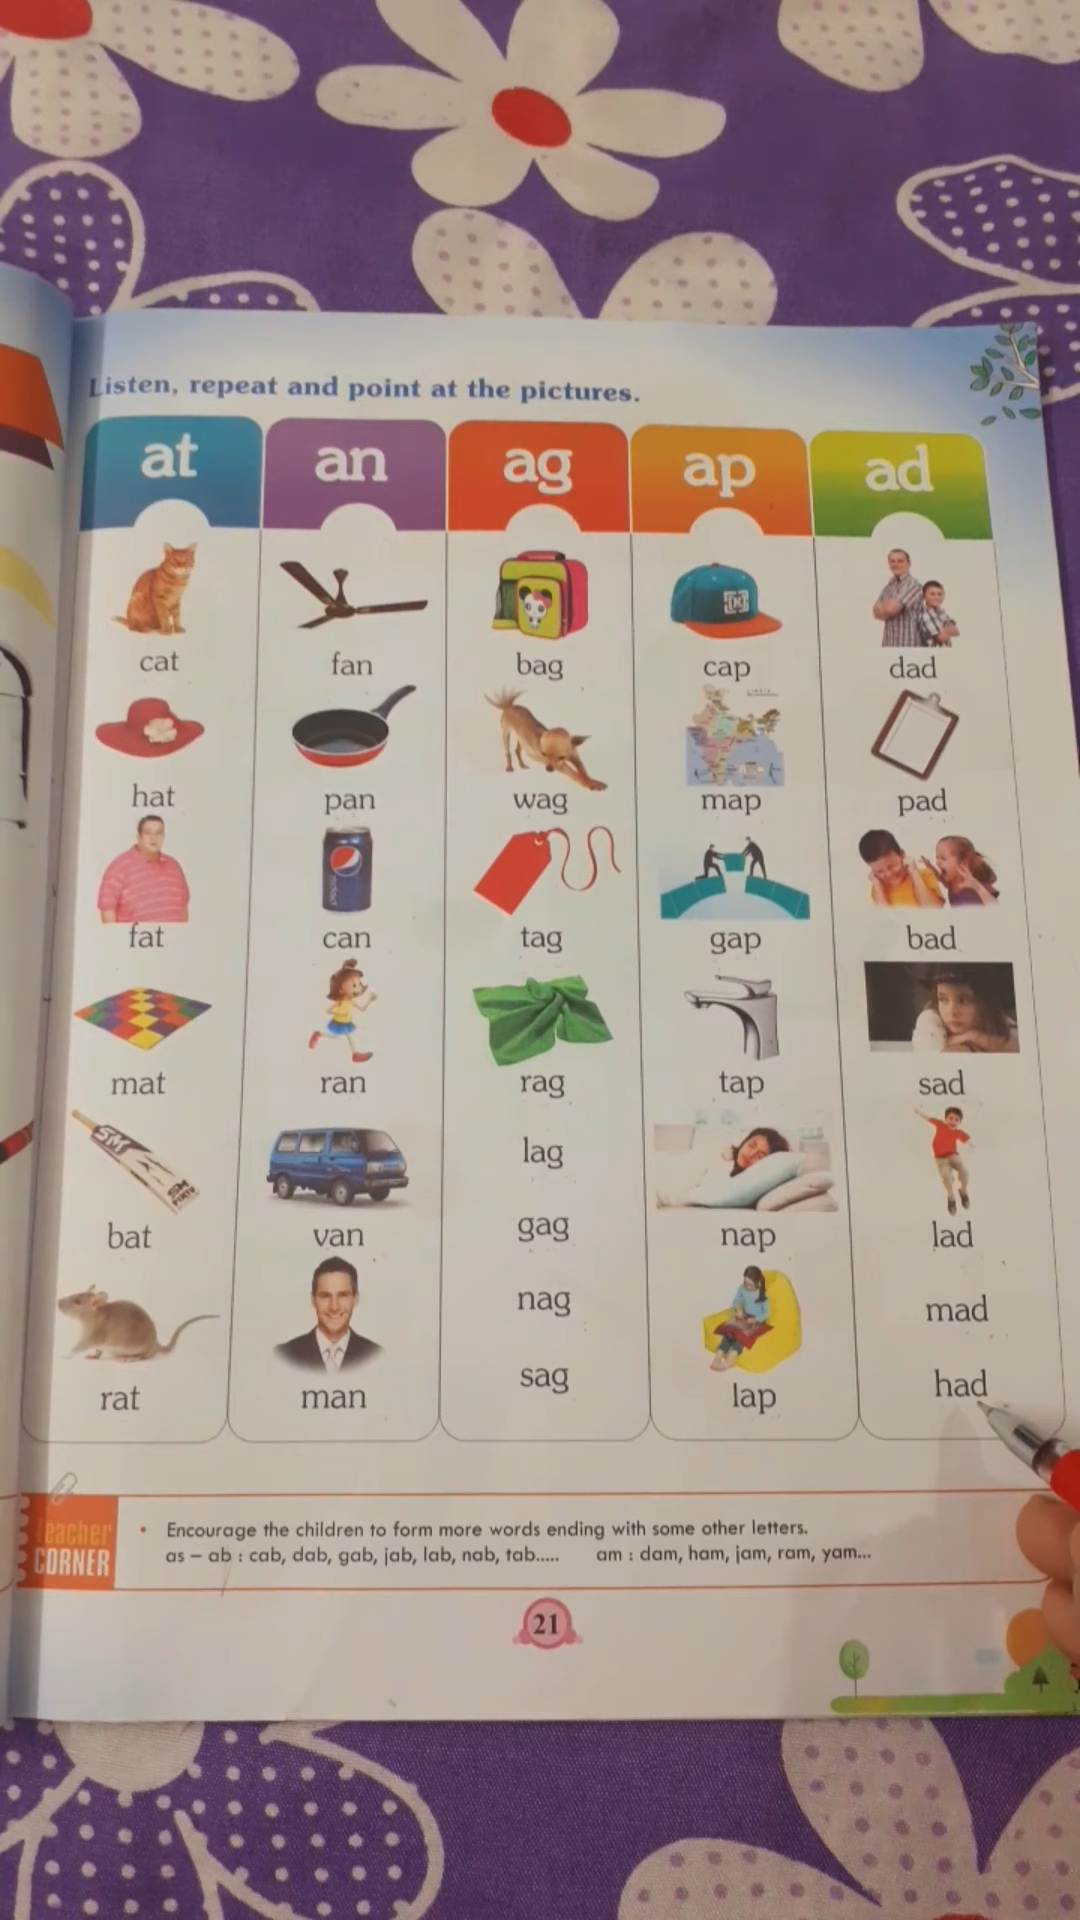 Listen, repeat and point at the pictures.
at an ag ap ad
cat fan bag cap dad
hat pan wag map pad
fat can tag gap bad
mat ran rag tap sad
SM
SM
lag
bat van gag nap lad
nag mad
rat man sag lap had
Teacher
CORNER
• Encourage the children to form more words ending with some other letters.
as – ab : cab, dab, gab, jab, lab, nab, tab..... am : dam, ham, jam, ram, yam...
21